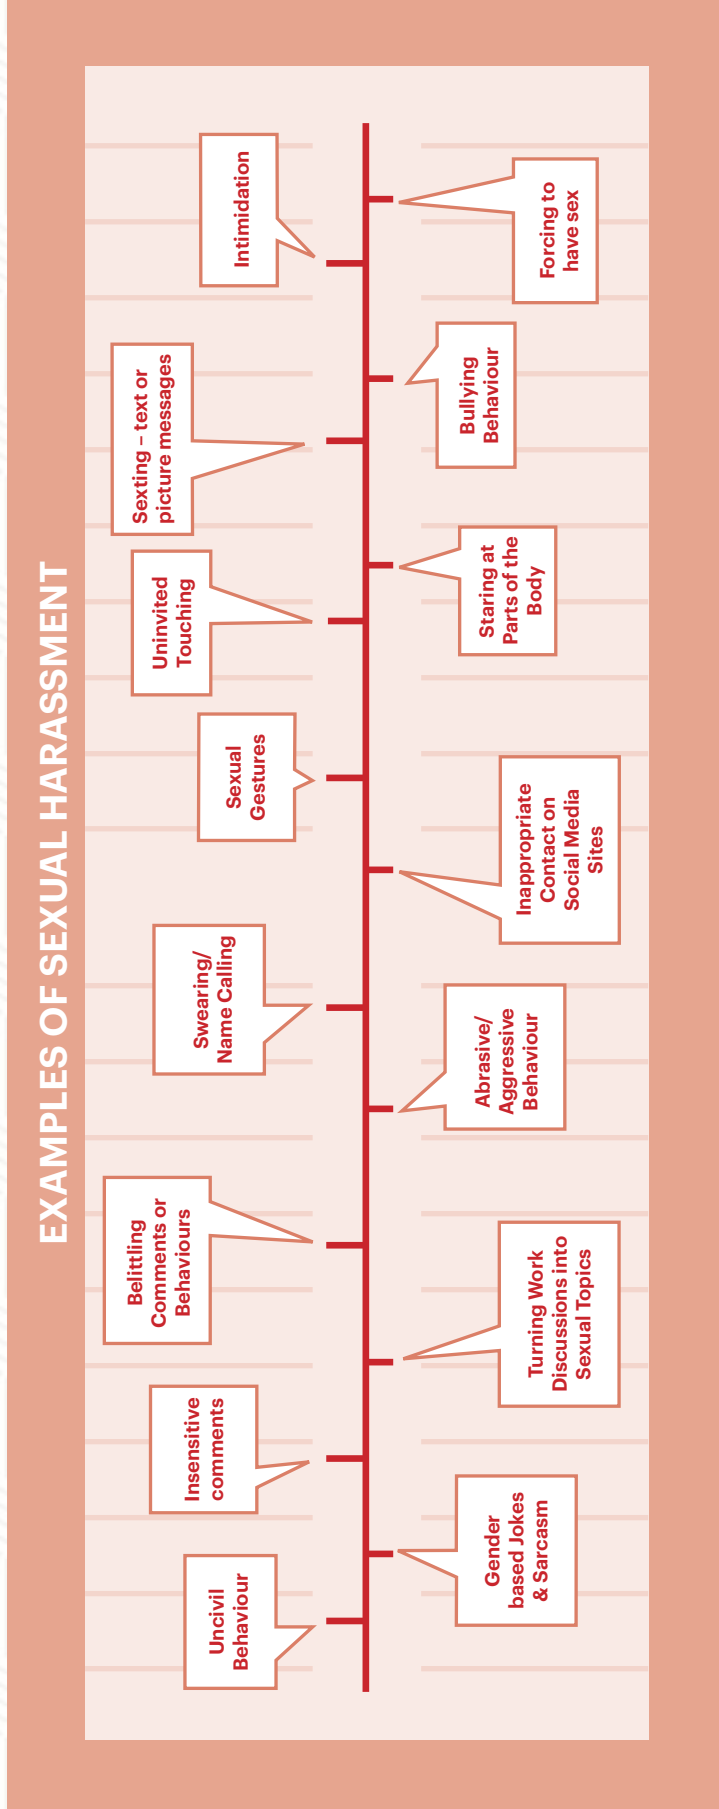 EXAMPLES OF SEXUAL HARASSMENT
Uncivil
Behaviour
Insensitive
comments
Belittling
Comments or
Behaviours
Swearing/
Name Calling
Sexual
Gestures
Uninvited
Touching
Sexting – text or
picture messages
Intimidation
Gender
based Jokes
& Sarcasm
Turning Work
Discussions into
Sexual Topics
Abrasive/
Aggressive
Behaviour
Inappropriate
Contact on
Social Media
Sites
Staring at
Parts of the
Body
Bullying
Behaviour
Forcing to
have sex